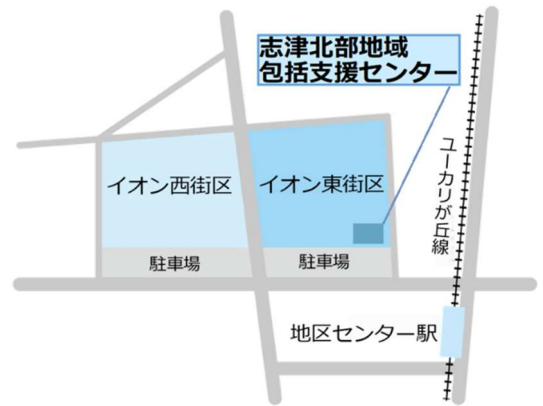 志津北部地域
包括支援センター
イオン西街区
イオン東街区
ユーカリが丘線
駐車場
駐車場
地区センター駅